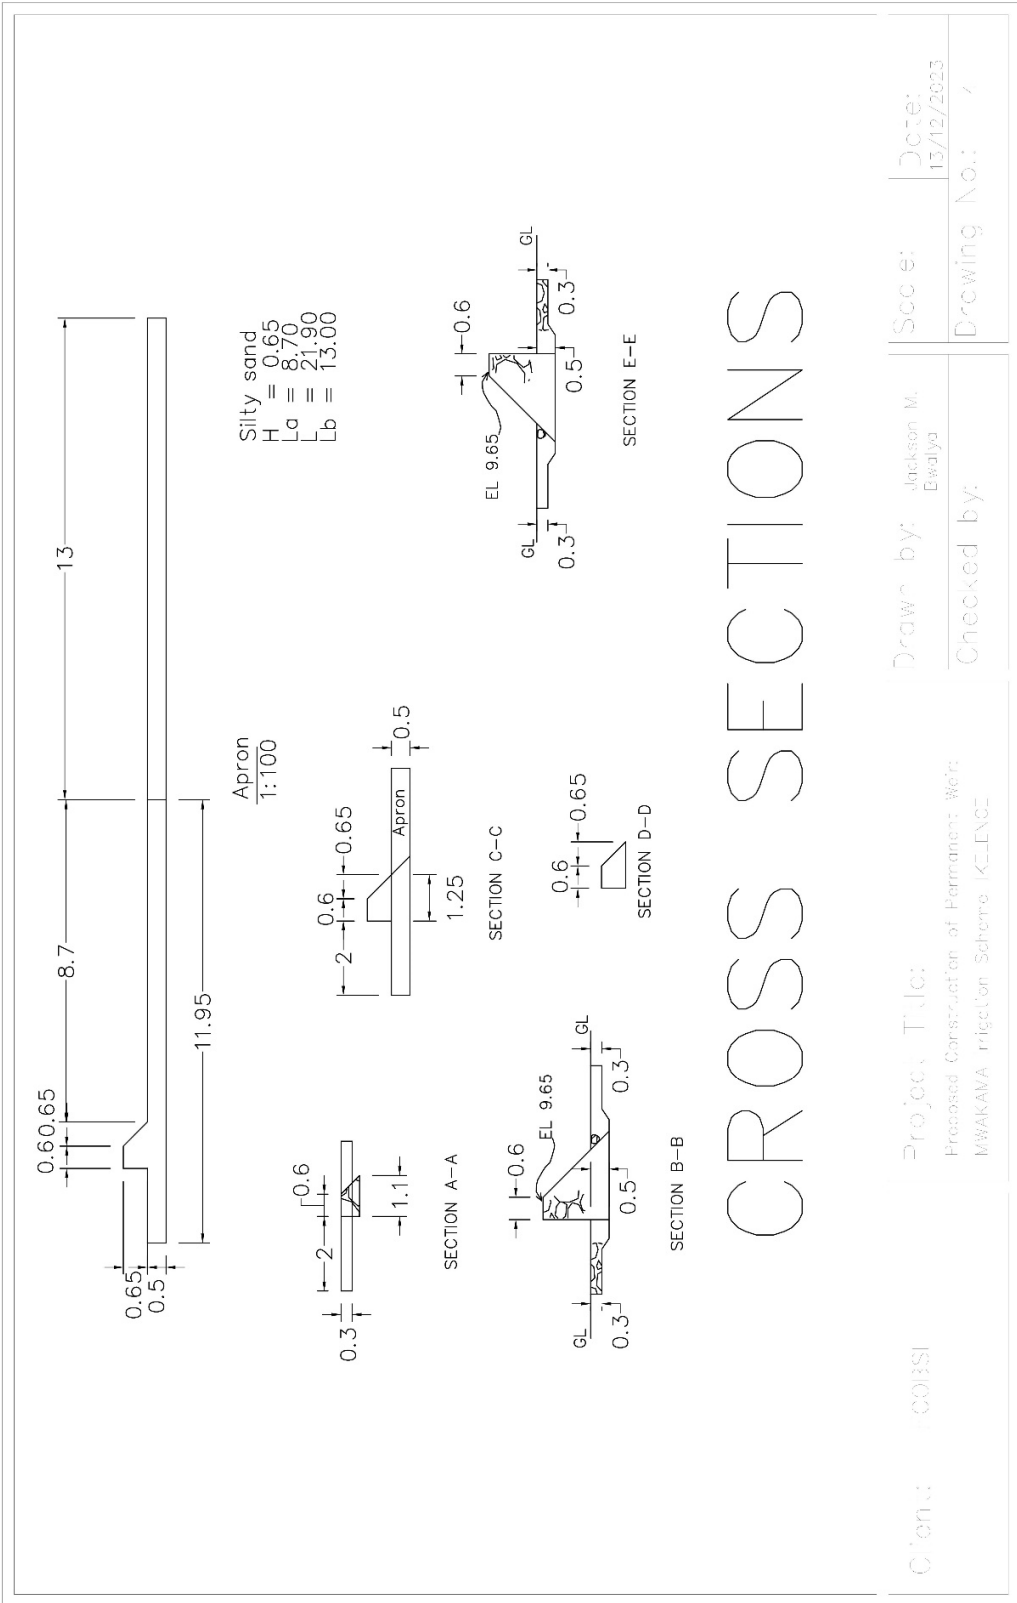 0.6
0.65
8.7
13
0.65
0.5
11.95
Apron
1:100
Silty sand
H = 0.65
La = 8.70
L = 21.90
Lb = 13.00
0.3
2
0.6
1.1
SECTION A-A
2
0.6
0.65
Apron
0.5
1.25
SECTION C-C
GL
0.3
0.6
EL 9.65
0.5
GL
0.3
SECTION B-B
0.6
0.65
SECTION D-D
GL
0.3
EL 9.65
0.6
0.5
GL
0.3
SECTION E-E
CROSS SECTIONS
Client:
Project Title:
Proposed Construction of Permanent Weir:
MWAKAMA Irrigation Scheme
Drawn by: Jackson M.
Bwalya
Scale:
Date:
13/12/2023
Checked by:
Drawing No.: